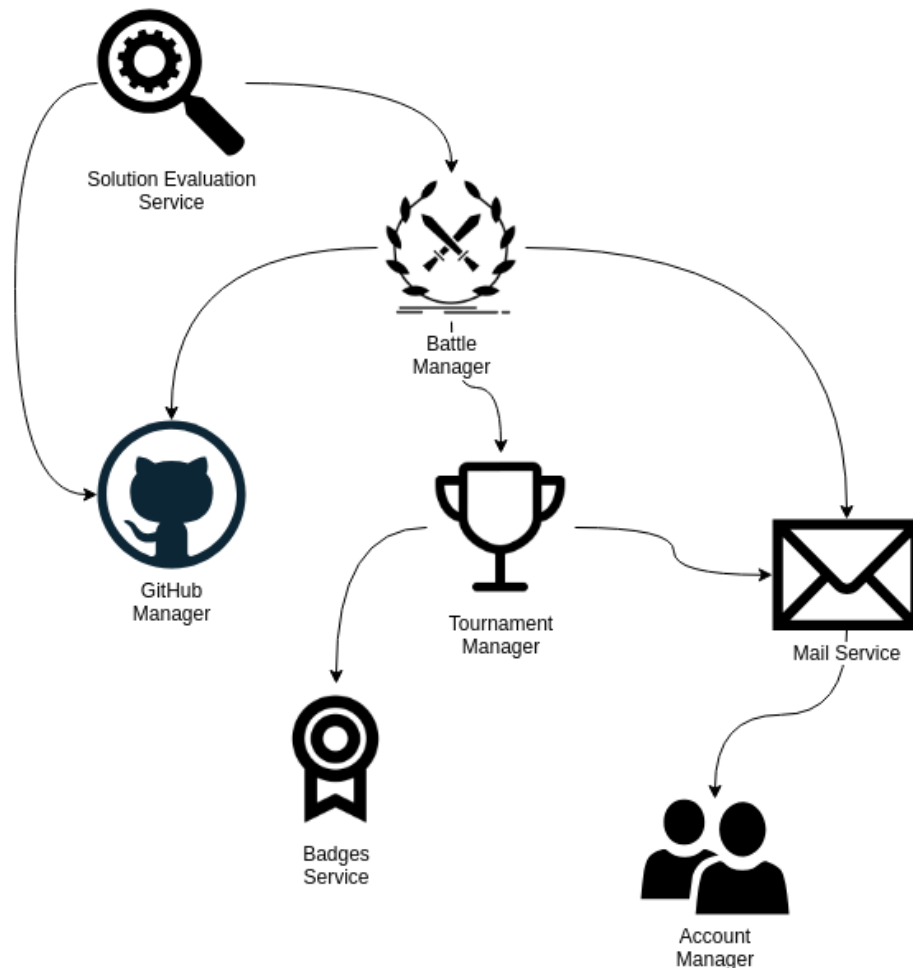 Solution Evaluation
Service
Battle
Manager
GitHub
Manager
Tournament
Manager
Mail Service
Badges
Service
Account
Manager